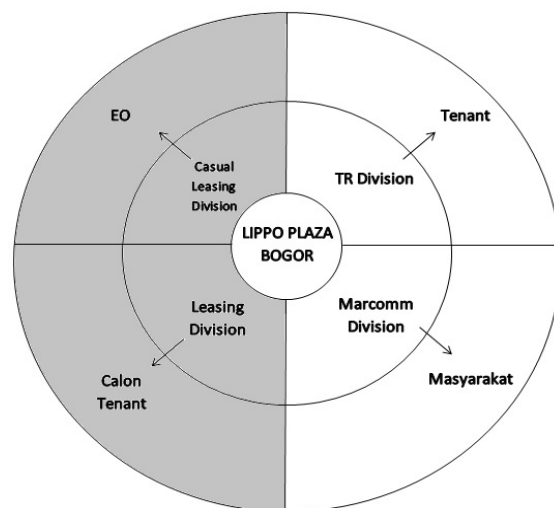 EO
Casual
Leasing
Division
Tenant
TR Division
LIPPO PLAZA
BOGOR
Leasing
Division
Calon
Tenant
Marcomm
Division
Masyarakat